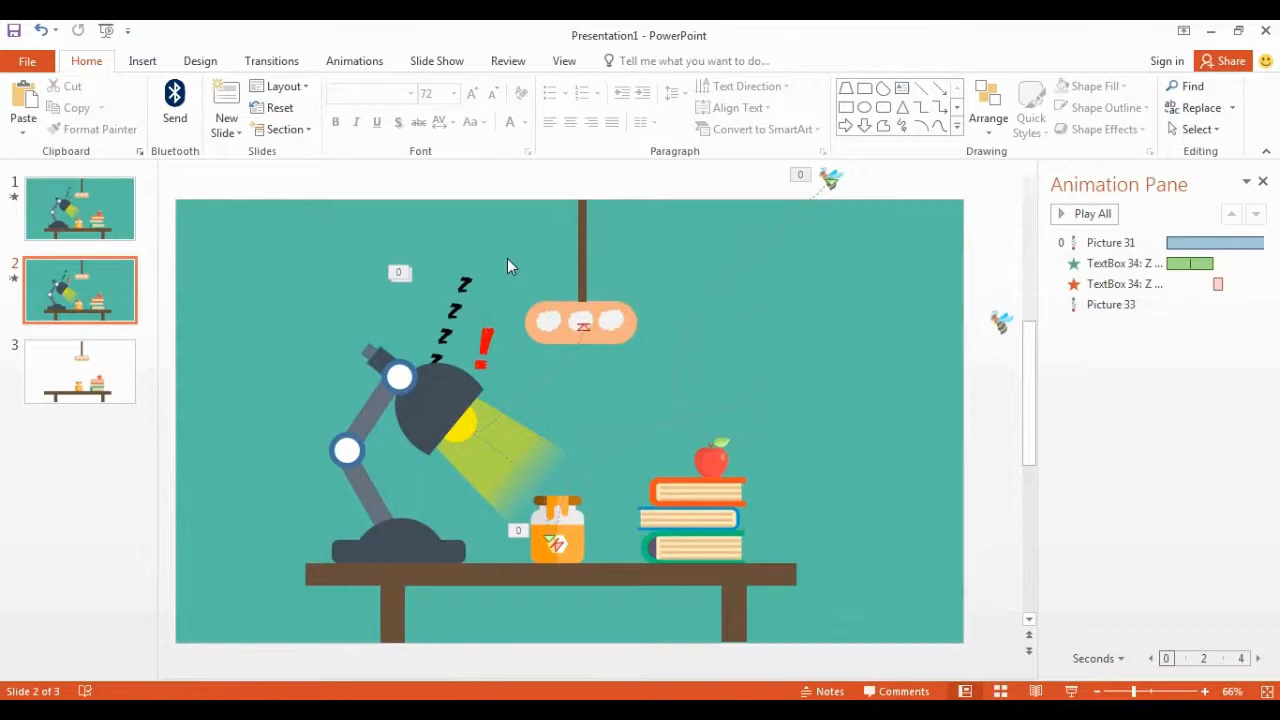 Presentation1 - PowerPoint
File Home Insert Design Transitions Animations Slide Show Review View Tell me what you want to do... Sign in Share
Paste
Cut
Copy
Format Painter
Clipboard
Send
Bluetooth
New
Slide
Layout
Reset
Section
Slides
72
B I U S abc AV Aa A
Font
Text Direction
Align Text
Convert to SmartArt
Paragraph
Arrange
Quick
Styles
Shape Fill
Shape Outline
Shape Effects
Drawing
Find
Replace
Select
Editing
1
2
3
0
0
z
z
z
z
!
0
Animation Pane
Play All
0 Picture 31
TextBox 34: Z ...
TextBox 34: Z ...
Picture 33
Seconds 0 2 4
Slide 2 of 3 Notes Comments 66%